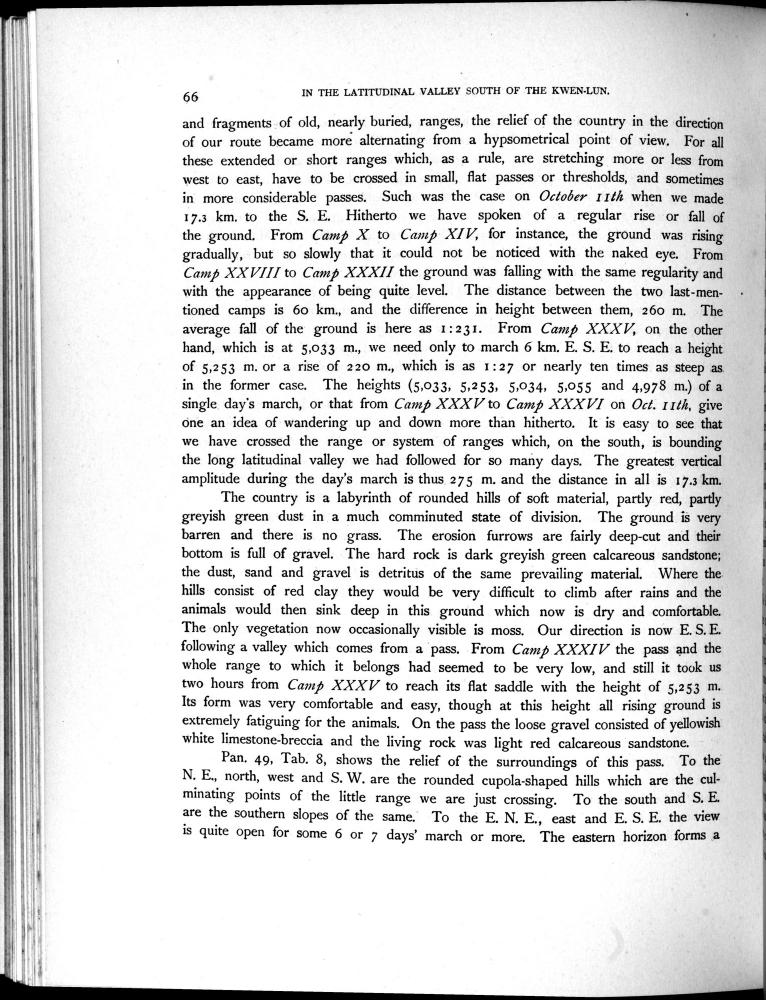 66
IN THE LATITUDINAL VALLEY SOUTH OF THE KWEN-LUN.
and fragments of old, nearly buried, ranges, the relief of the country in the direction
of our route became more alternating from a hypsometrical point of view. For all
these extended or short ranges which, as a rule, are stretching more or less from
west to east, have to be crossed in small, flat passes or thresholds, and sometimes
in more considerable passes. Such was the case on October 11th when we made
17.3 km. to the S. E. Hitherto we have spoken of a regular rise or fall of
the ground. From Camp X to Camp XIV, for instance, the ground was rising
gradually, but so slowly that it could not be noticed with the naked eye. From
Camp XXVIII to Camp XXXII the ground was falling with the same regularity and
with the appearance of being quite level. The distance between the two last-men-
tioned camps is 60 km., and the difference in height between them, 260 m. The
average fall of the ground is here as 1:231. From Camp XXXV, on the other
hand, which is at 5,033 m., we need only to march 6 km. E. S. E. to reach a height
of 5,253 m. or a rise of 220 m., which is as 1:27 or nearly ten times as steep as
in the former case. The heights (5,033, 5,253, 5,034, 5,055 and 4,978 m.) of a
single day's march, or that from Camp XXXV to Camp XXXVI on Oct. 11th, give
one an idea of wandering up and down more than hitherto. It is easy to see that
we have crossed the range or system of ranges which, on the south, is bounding
the long latitudinal valley we had followed for so many days. The greatest vertical
amplitude during the day's march is thus 275 m. and the distance in all is 17.3 km.
The country is a labyrinth of rounded hills of soft material, partly red, partly
greyish green dust in a much comminuted state of division. The ground is very
barren and there is no grass. The erosion furrows are fairly deep-cut and their
bottom is full of gravel. The hard rock is dark greyish green calcareous sandstone;
the dust, sand and gravel is detritus of the same prevailing material. Where the
hills consist of red clay they would be very difficult to climb after rains and the
animals would then sink deep in this ground which now is dry and comfortable.
The only vegetation now occasionally visible is moss. Our direction is now E. S. E.
following a valley which comes from a pass. From Camp XXXIV the pass and the
whole range to which it belongs had seemed to be very low, and still it took us
two hours from Camp XXXV to reach its flat saddle with the height of 5,253 m.
Its form was very comfortable and easy, though at this height all rising ground is
extremely fatiguing for the animals. On the pass the loose gravel consisted of yellowish
white limestone-breccia and the living rock was light red calcareous sandstone.
Pan. 49, Tab. 8, shows the relief of the surroundings of this pass. To the
N. E., north, west and S. W. are the rounded cupola-shaped hills which are the cul-
minating points of the little range we are just crossing. To the south and S. E.
are the southern slopes of the same. To the E. N. E., east and E. S. E. the view
is quite open for some 6 or 7 days' march or more. The eastern horizon forms a